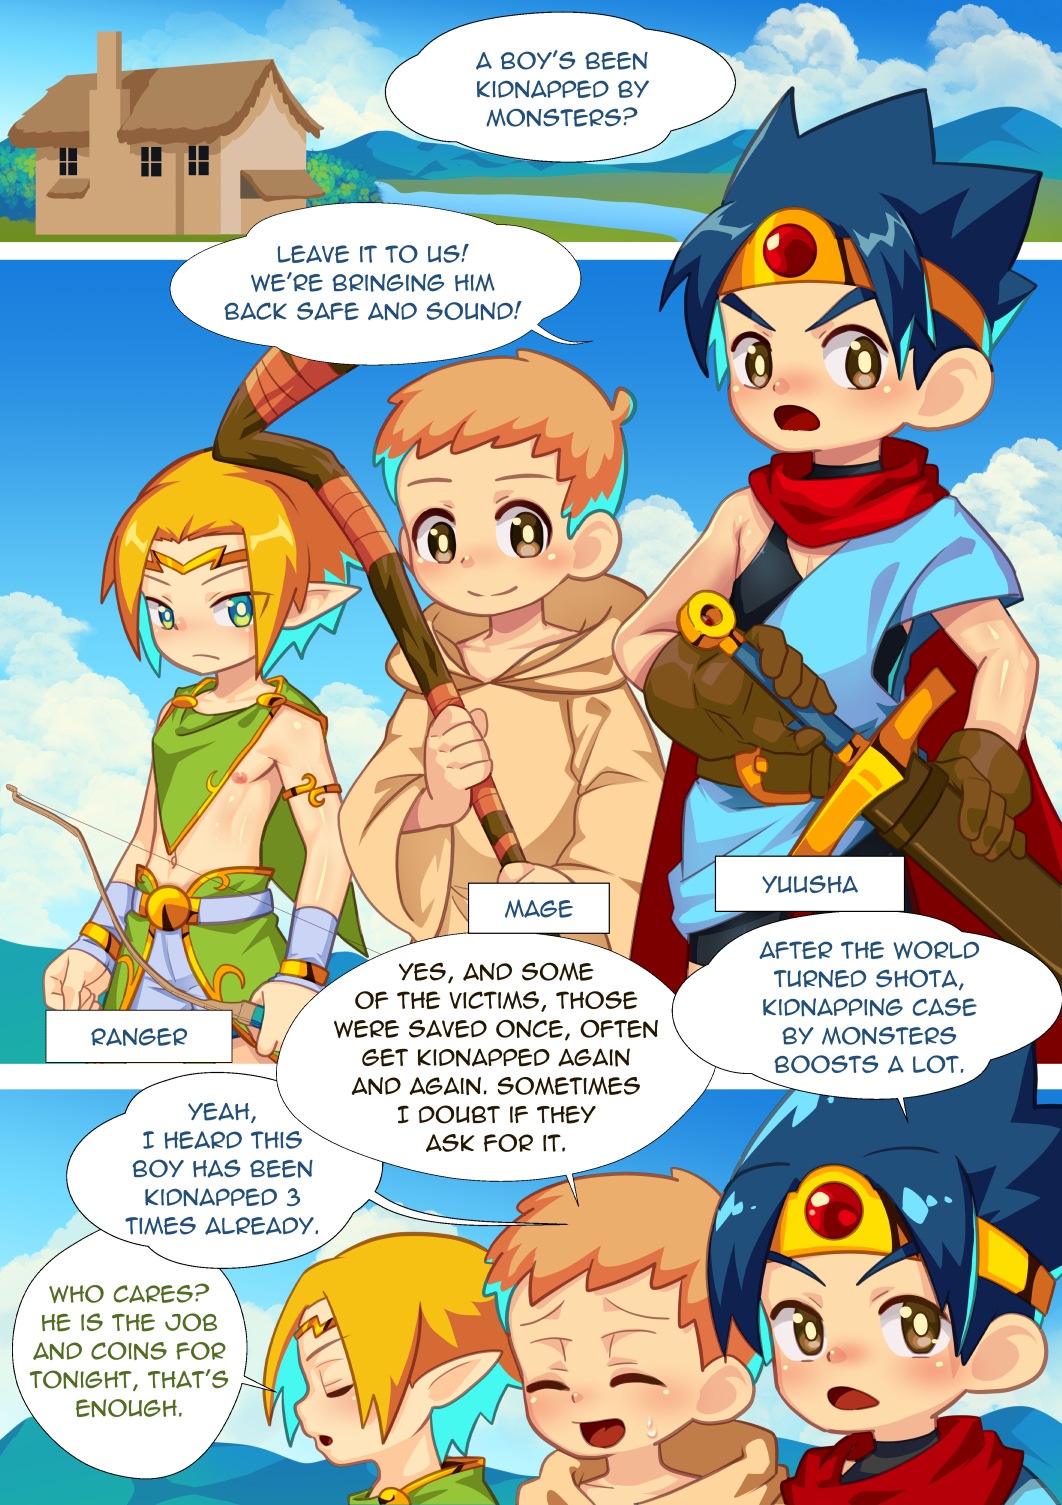 A BOY'S BEEN
KIDNAPPED BY
MONSTERS?
LEAVE IT TO US!
WE'RE BRINGING HIM
BACK SAFE AND SOUND!
RANGER
MAGE
YUUSHA
AFTER THE WORLD
TURNED SHOTA,
KIDNAPPING CASE
BY MONSTERS
BOOSTS A LOT.
YES, AND SOME
OF THE VICTIMS, THOSE
WERE SAVED ONCE, OFTEN
GET KIDNAPPED AGAIN
AND AGAIN. SOMETIMES
I DOUBT IF THEY
ASK FOR IT.
YEAH,
I HEARD THIS
BOY HAS BEEN
KIDNAPPED 3
TIMES ALREADY.
WHO CARES?
HE IS THE JOB
AND COINS FOR
TONIGHT, THAT'S
ENOUGH.